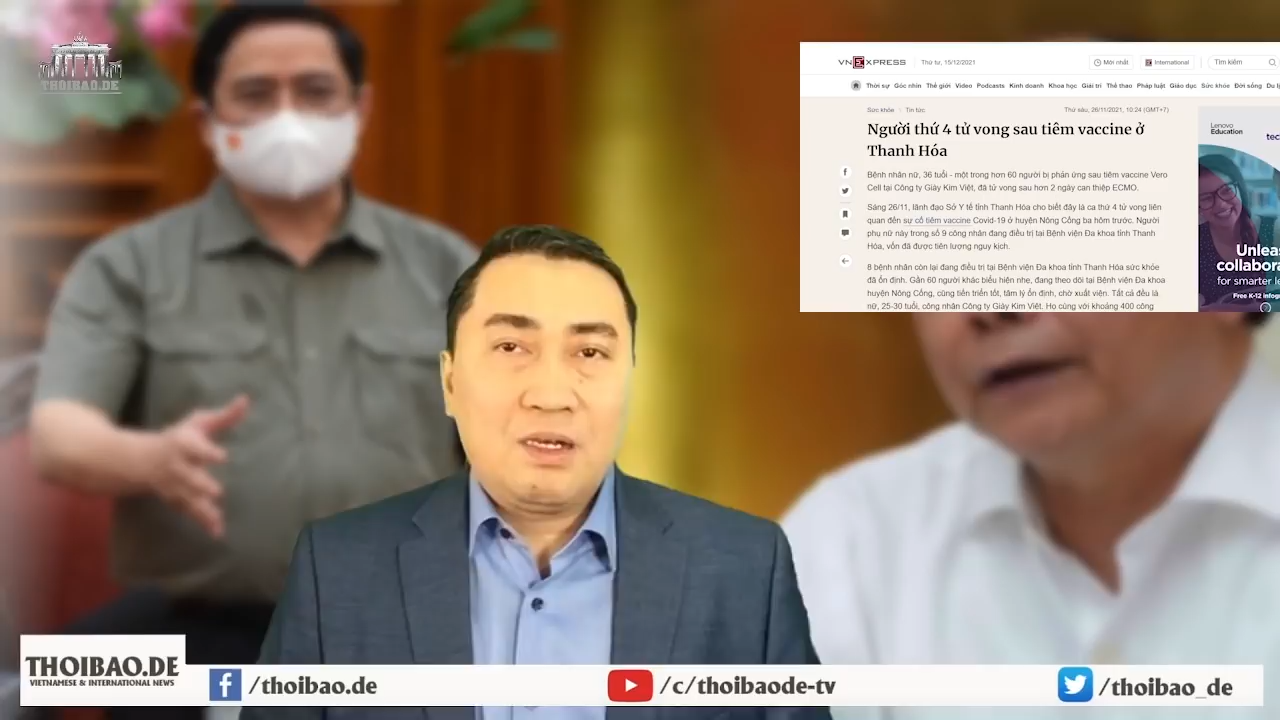 THOIBAO.DE
VNEXPRESS
Thứ tư, 15/12/2021
Mới nhất
International
Tìm kiếm
Thời sự Góc nhìn Thế giới Video Podcasts Kinh doanh Khoa học Giải trí Thể thao Pháp luật Giáo dục Sức khỏe Đời sống Du lị
Sức khỏe Tin tức
Thứ sáu, 26/11/2021, 10:24 (GMT+7)
Người thứ 4 tử vong sau tiêm vaccine ở
Thanh Hóa
Bệnh nhân nữ, 36 tuổi - một trong hơn 60 người bị phản ứng sau tiêm vaccine Vero
Cell tại Công ty Giày Kim Việt, đã tử vong sau hơn 2 ngày can thiệp ECMO.
Sáng 26/11, lãnh đạo Sở Y tế tỉnh Thanh Hóa cho biết đây là ca thứ 4 tử vong liên
quan đến sự cố tiêm vaccine Covid-19 ở huyện Nông Cống ba hôm trước. Người
phụ nữ này trong số 9 công nhân đang điều trị tại Bệnh viện Đa khoa tỉnh Thanh
Hóa, vốn đã được tiên lượng nguy kịch.
8 bệnh nhân còn lại đang điều trị tại Bệnh viện Đa khoa tỉnh Thanh Hóa sức khỏe
đã ổn định. Gần 60 người khác biểu hiện nhẹ, đang theo dõi tại Bệnh viện Đa khoa
huyện Nông Cống, cũng tiến triển tốt, tâm lý ổn định, chờ xuất viện. Tất cả đều là
nữ, 25-30 tuổi, công nhân Công ty Giày Kim Việt. Họ cùng với khoảng 400 công
Lenovo
Education
tec
Unleas
collabora
for smarter le
Free K-12 infog
THOIBAO.DE
VIETNAMESE & INTERNATIONAL NEWS
/thoibao.de
/c/thoibaode-tv
/thoibao_de